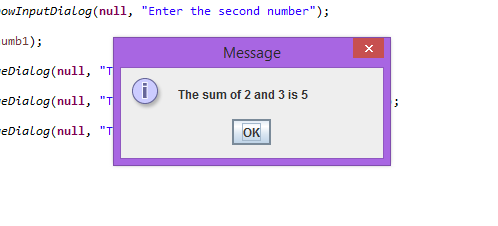 owInputDialog(null, "Enter the second number");
umb1);
Message
eDialog(null, "T
The sum of 2 and 3 is 5
eDialog(null, "T
;
OK
eDialog(null, "T